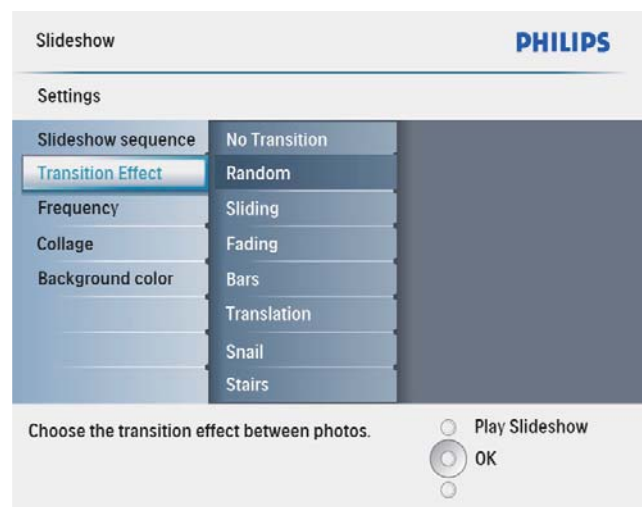 Slideshow
PHILIPS
Settings
Slideshow sequence
Transition Effect
Frequency
Collage
Background color
No Transition
Random
Sliding
Fading
Bars
Translation
Snail
Stairs
Choose the transition effect between photos.
Play Slideshow
OK